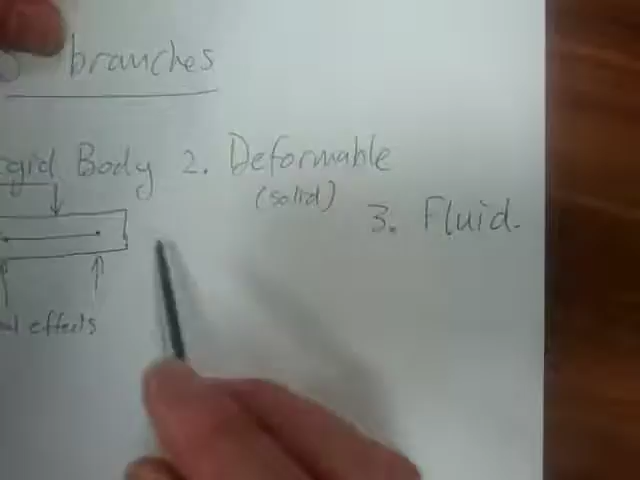 branches
Body 2. Deformable
(solid)
3. Fluid.
effects